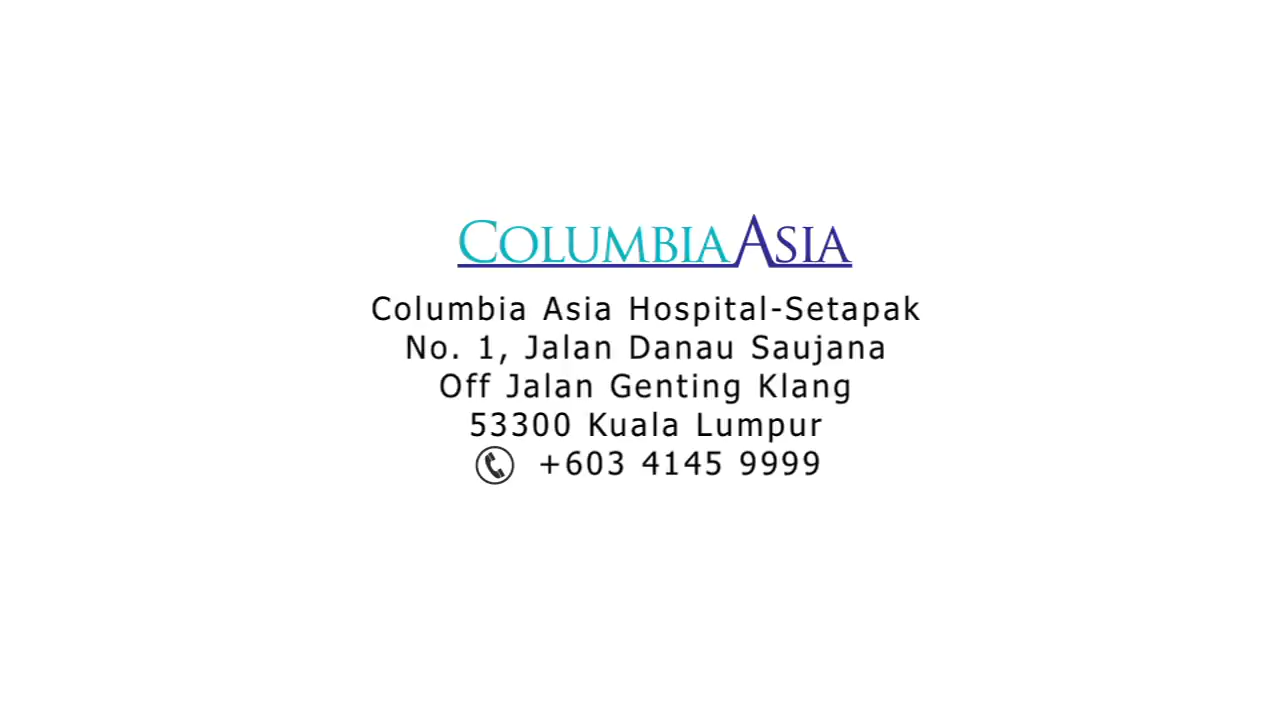 COLUMBIA ASIA
Columbia Asia Hospital-Setapak
No. 1, Jalan Danau Saujana
Off Jalan Genting Klang
53300 Kuala Lumpur
+603 4145 9999